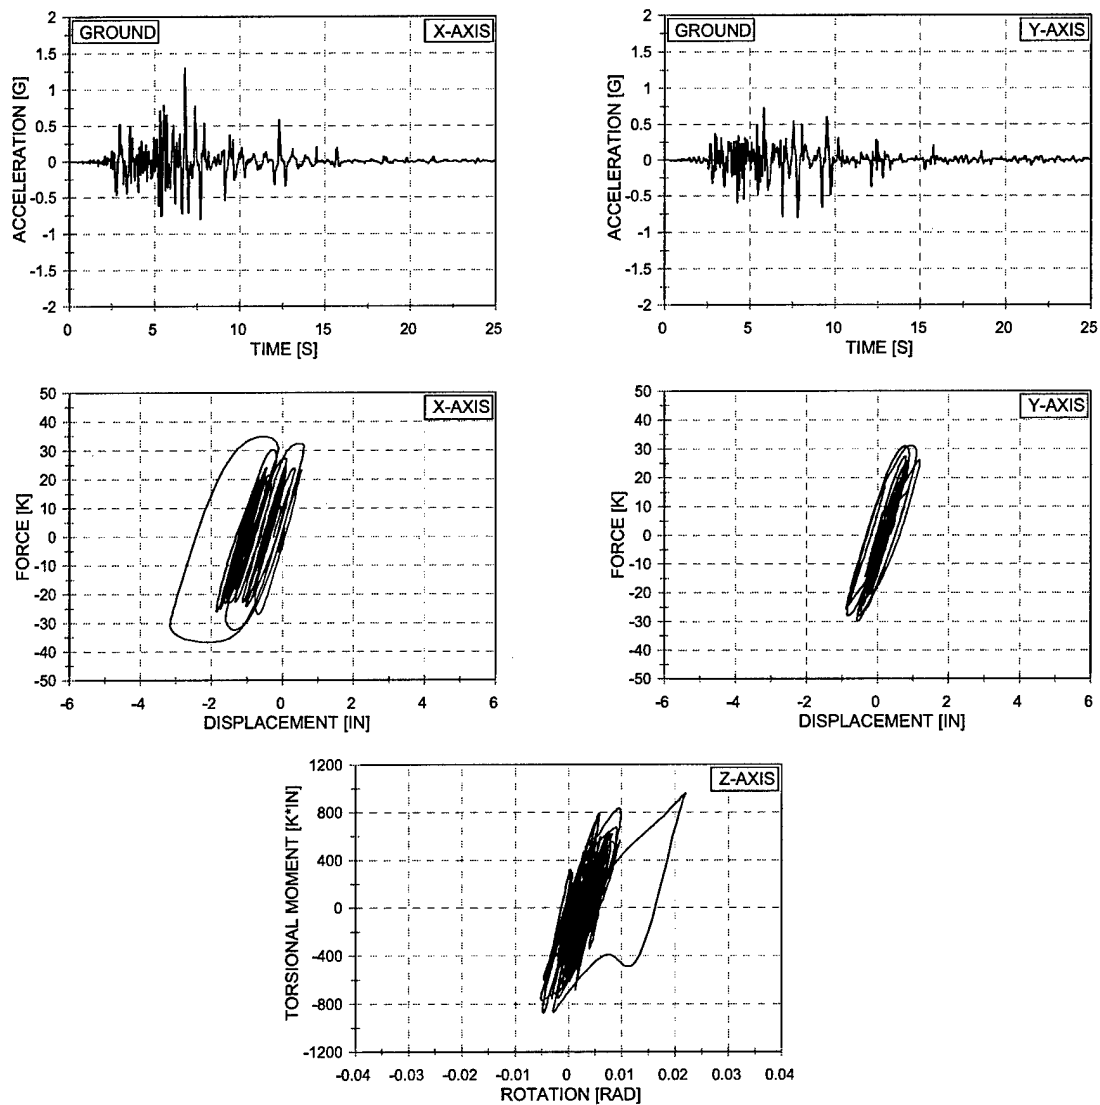 GROUND X-AXIS
2
1.5
1
0.5
0
-0.5
-1
-1.5
-2
ACCELERATION [G]
0 5 10 15 20 25
TIME [S]
GROUND Y-AXIS
2
1.5
1
0.5
0
-0.5
-1
-1.5
-2
ACCELERATION [G]
0 5 10 15 20 25
TIME [S]
X-AXIS
50
40
30
20
10
0
-10
-20
-30
-40
-50
FORCE [K]
-6 -4 -2 0 2 4 6
DISPLACEMENT [IN]
Y-AXIS
50
40
30
20
10
0
-10
-20
-30
-40
-50
FORCE [K]
-6 -4 -2 0 2 4 6
DISPLACEMENT [IN]
Z-AXIS
1200
800
400
0
-400
-800
-1200
TORSIONAL MOMENT [K*IN]
-0.04 -0.03 -0.02 -0.01 0 0.01 0.02 0.03 0.04
ROTATION [RAD]